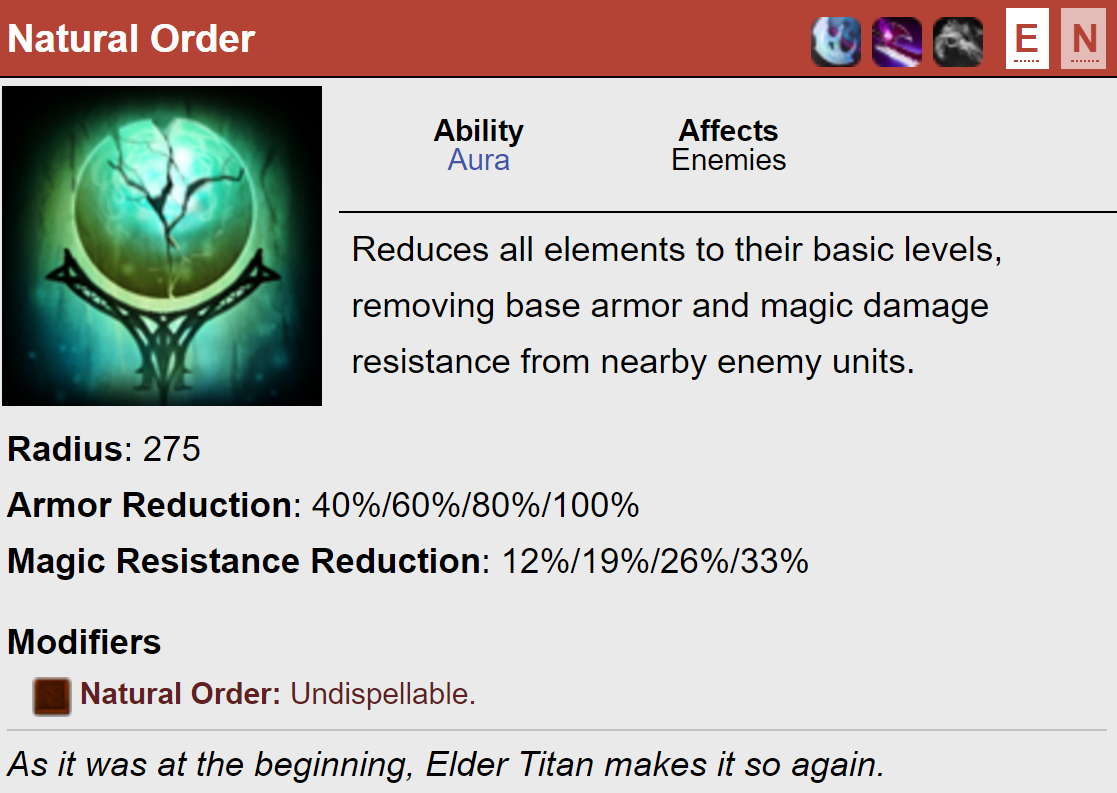 Natural Order
E N
Ability
Aura
Affects
Enemies
Reduces all elements to their basic levels,
removing base armor and magic damage
resistance from nearby enemy units.
Radius: 275
Armor Reduction: 40%/60%/80%/100%
Magic Resistance Reduction: 12%/19%/26%/33%
Modifiers
Natural Order: Undispellable.
As it was at the beginning, Elder Titan makes it so again.